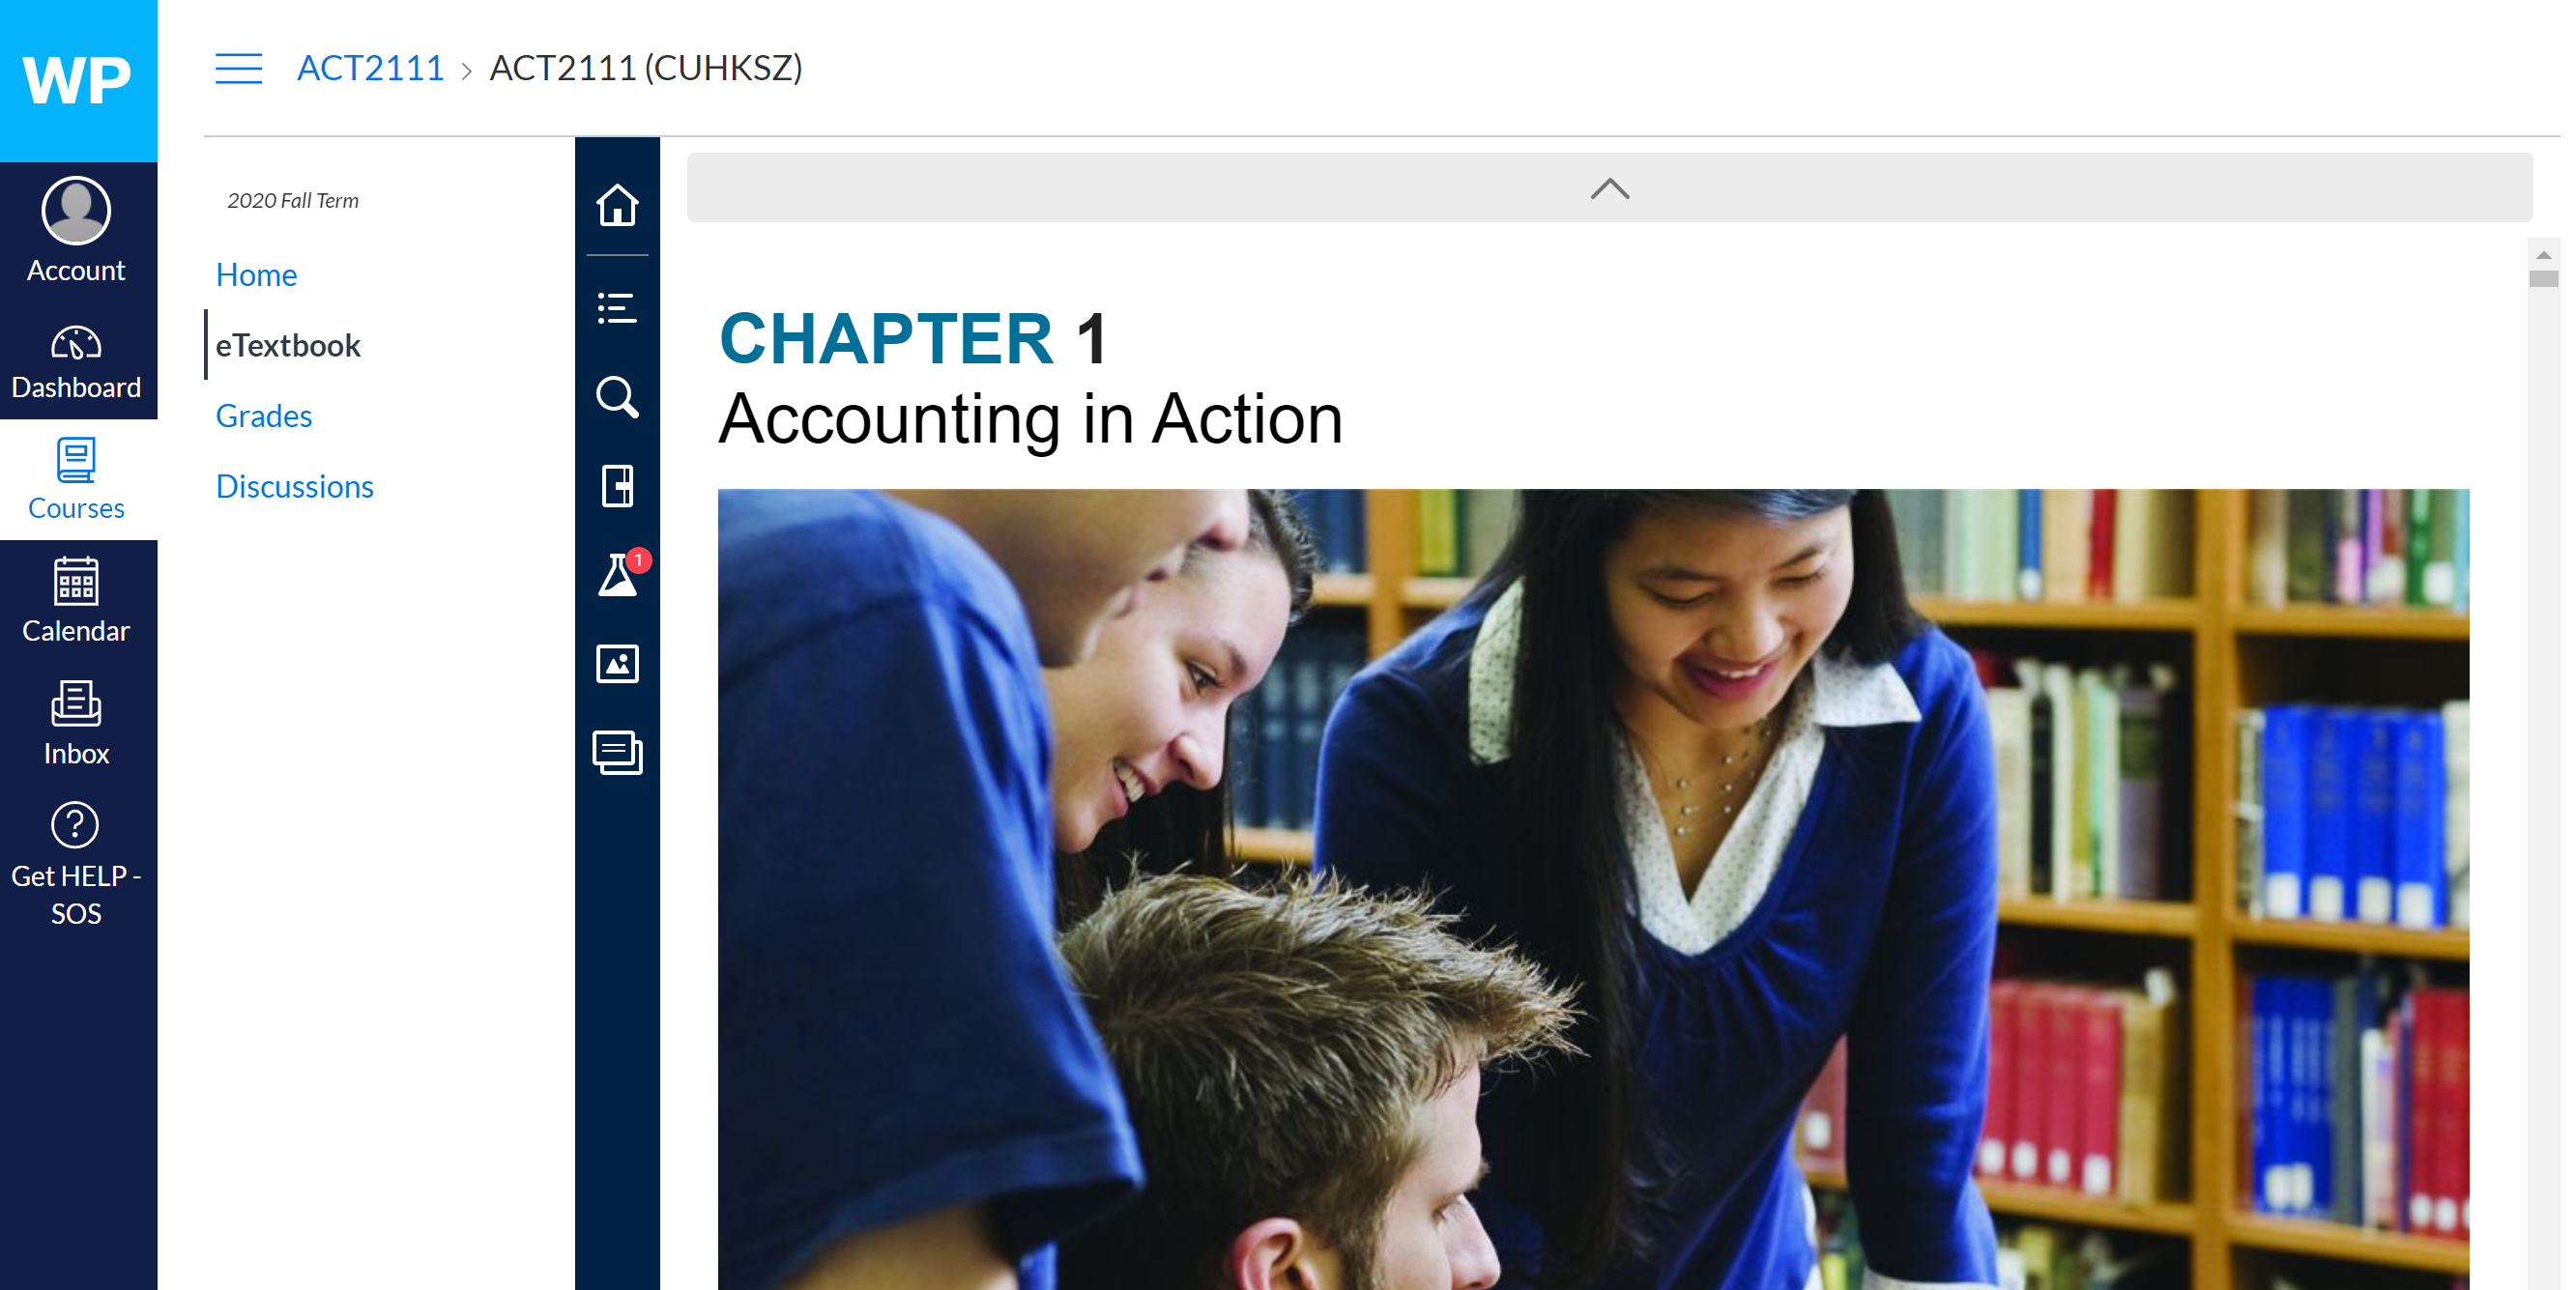 WP
ACT2111 > ACT2111 (CUHKSZ)
Account
Dashboard
Courses
Calendar
Inbox
Get HELP -
SOS
2020 Fall Term
Home
eTextbook
Grades
Discussions
1
CHAPTER 1
Accounting in Action